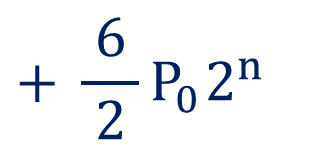 + 6/2 P₀ 2ⁿ